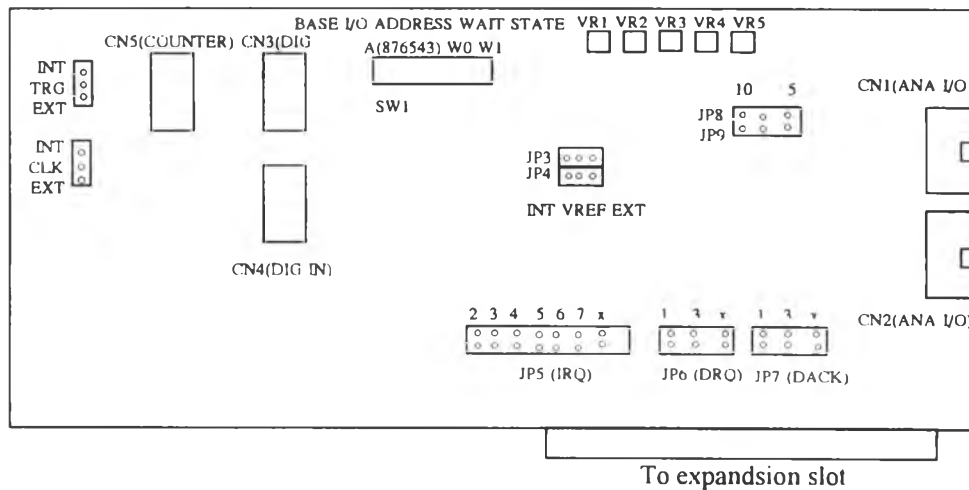 BASE I/O ADDRESS WAIT STATE
VR1 VR2 VR3 VR4 VR5
CN5(COUNTER) CN3(DIG
A(876543) W0 W1
SW1
INT
TRG
EXT
INT
CLK
EXT
10 5
JP8
JP9
CN1(ANA I/O
JP3
JP4
INT VREF EXT
CN4(DIG IN)
CN2(ANA I/O)
2 3 4 5 6 7 x
JP5 (IRQ)
1 3 x
JP6 (DRQ)
1 3 x
JP7 (DACK)
To expandsion slot